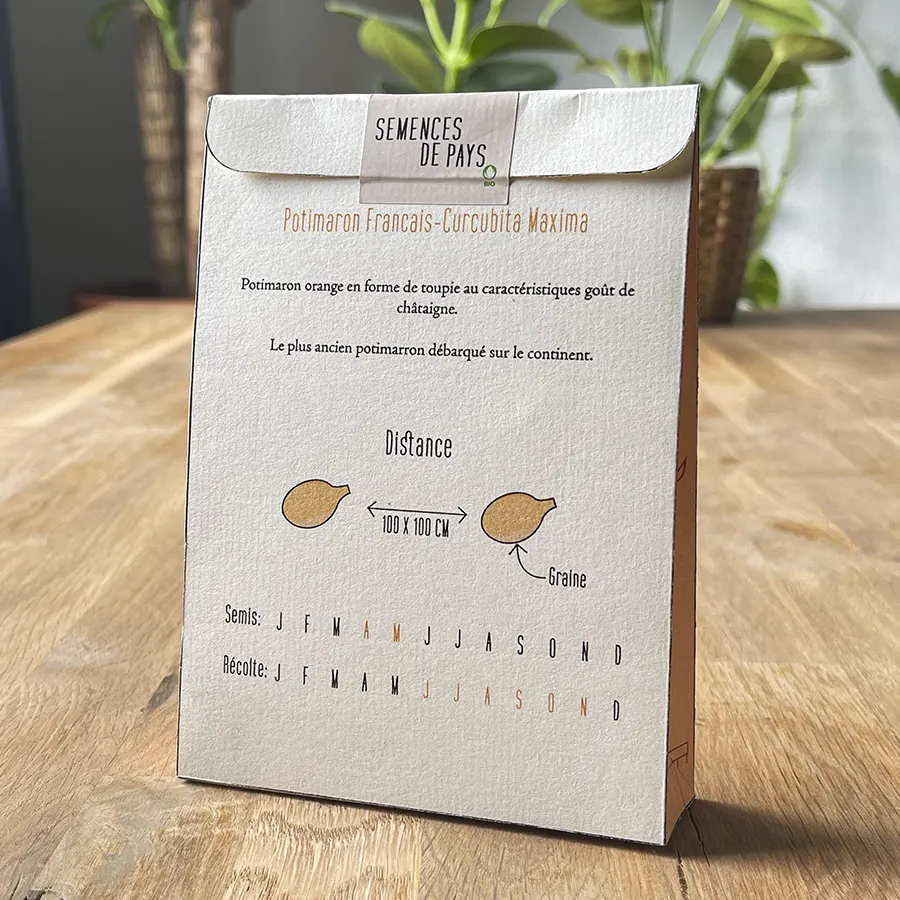 SEMENCES
DE PAYS
BIO
Potimaron Francais-Curcubita Maxima
Potimaron orange en forme de toupie au caractéristiques goût de
châtaigne.
Le plus ancien potimarron débarqué sur le continent.
Distance
100 X 100 CM
Graine
Semis: J F M A M J J A S O N D
Récolte: J F M A M J J A S O N D